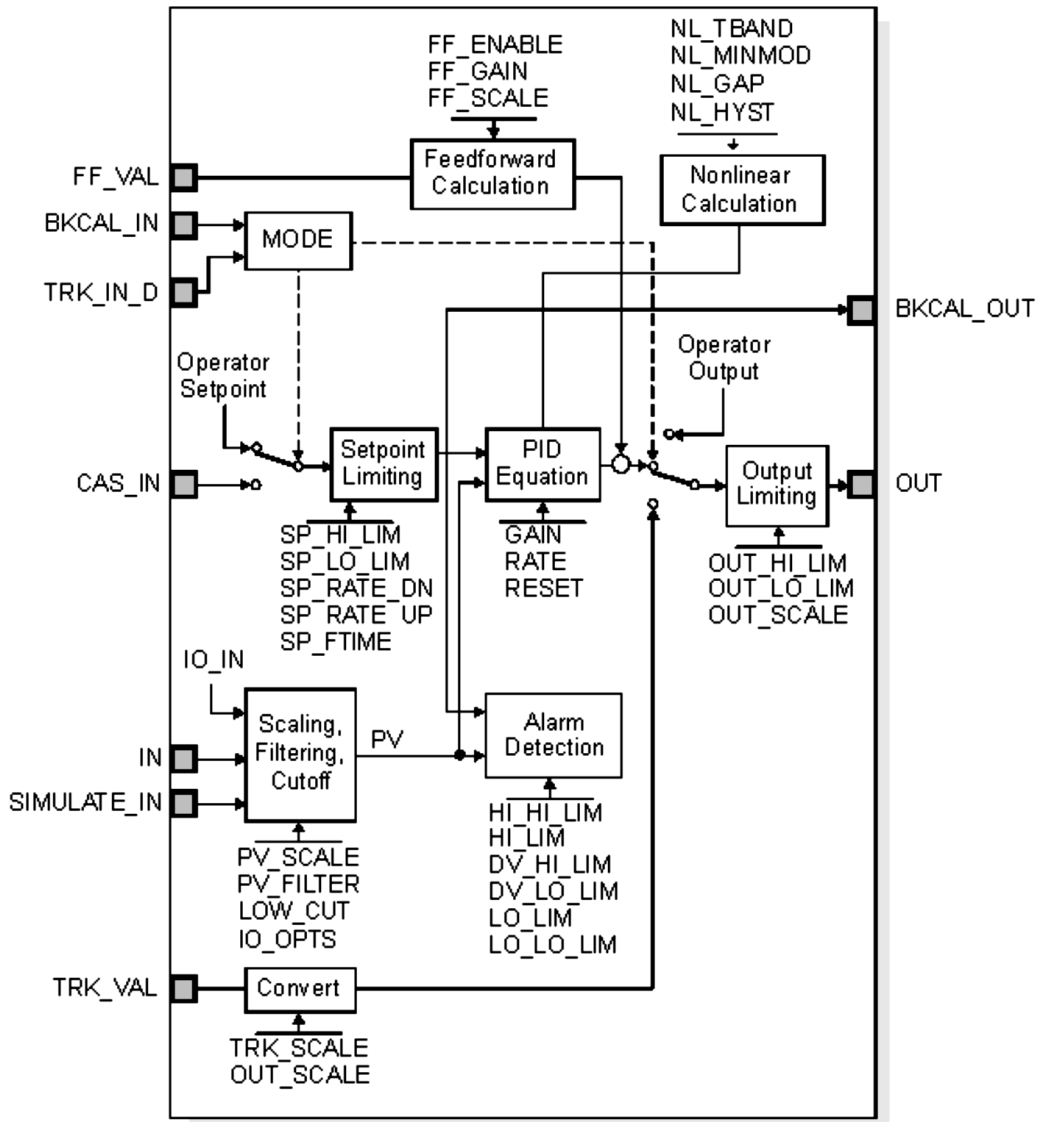 FF_ENABLE
FF_GAIN
FF_SCALE
NL_TBAND
NL_MINMOD
NL_GAP
NL_HYST
FF_VAL
Feedforward
Calculation
Nonlinear
Calculation
BKCAL_IN
MODE
TRK_IN_D
BKCAL_OUT
Operator
Setpoint
Operator
Output
CAS_IN
Setpoint
Limiting
PID
Equation
Output
Limiting
OUT
SP_HI_LIM
SP_LO_LIM
SP_RATE_DN
SP_RATE_UP
SP_FTIME
GAIN
RATE
RESET
OUT_HI_LIM
OUT_LO_LIM
OUT_SCALE
IO_IN
IN
SIMULATE_IN
Scaling,
Filtering,
Cutoff
PV
Alarm
Detection
PV_SCALE
PV_FILTER
LOW_CUT
IO_OPTS
HI_HI_LIM
HI_LIM
DV_HI_LIM
DV_LO_LIM
LO_LIM
LO_LO_LIM
TRK_VAL
Convert
TRK_SCALE
OUT_SCALE